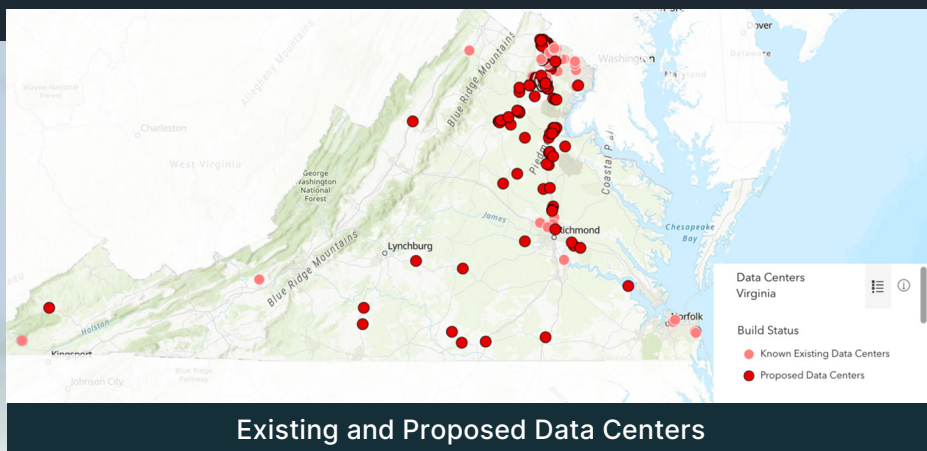 Dover
Delaware
Washington
Maryland
Wayne National
Forest
Allegheny Mountains
Blue Ridge Mountains
Charleston
West Virginia
George
Washington
National
Forest
Piedm
Coastal Pl
James
Richmond
Chesapeake
Bay
Lynchburg
Blue Ridge Mountains
Holston
Kingsport
Johnson City
Blue Ridge
Parkway
Norfolk
Data Centers
Virginia
Build Status
Known Existing Data Centers
Proposed Data Centers
Existing and Proposed Data Centers